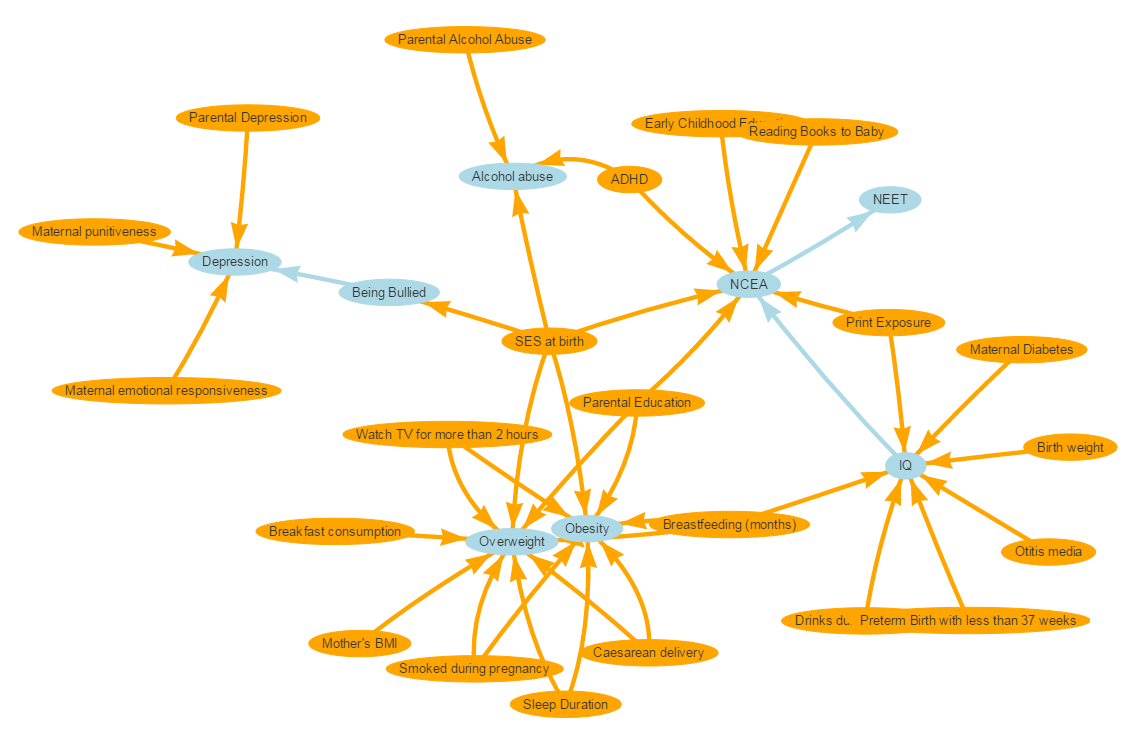 Parental Alcohol Abuse
Parental Depression
Early Childhood
Reading Books to Baby
Alcohol abuse
ADHD
NEET
Maternal punitiveness
Depression
Being Bullied
NCEA
Print Exposure
SES at birth
Maternal Diabetes
Maternal emotional responsiveness
Parental Education
Watch TV for more than 2 hours
Birth weight
IQ
Breastfeeding (months)
Obesity
Breakfast consumption
Overweight
Otitis media
Drinks
Preterm Birth with less than 37 weeks
Mother's BMI
Caesarean delivery
Smoked during pregnancy
Sleep Duration